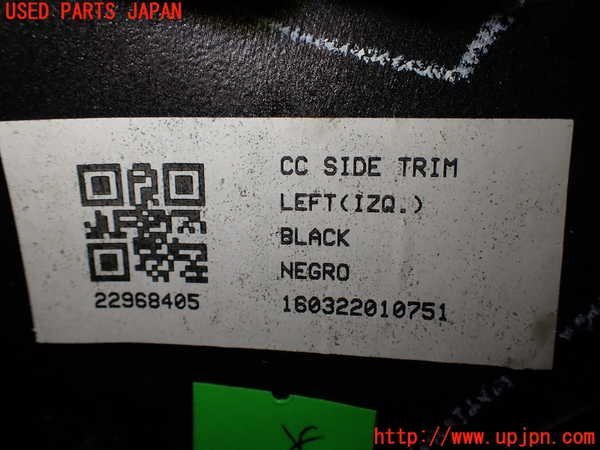 USED PARTS JAPAN
CC SIDE TRIM
LEFT(IZQ.)
BLACK
NEGRO
22968405
160322010751
http://www.upjpn.com/